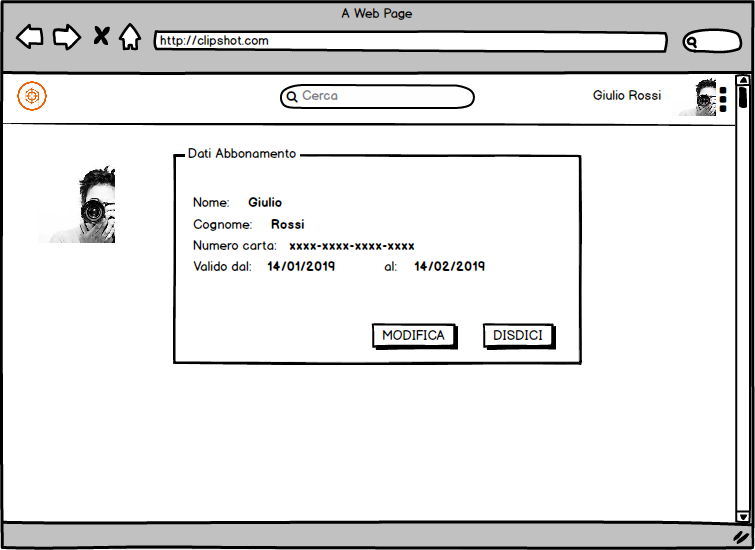 A Web Page
http://clipshot.com
Cerca
Giulio Rossi
Dati Abbonamento
Nome: Giulio
Cognome: Rossi
Numero carta: xxxx-xxxx-xxxx-xxxx
Valido dal: 14/01/2019 al: 14/02/2019
MODIFICA DISDICI